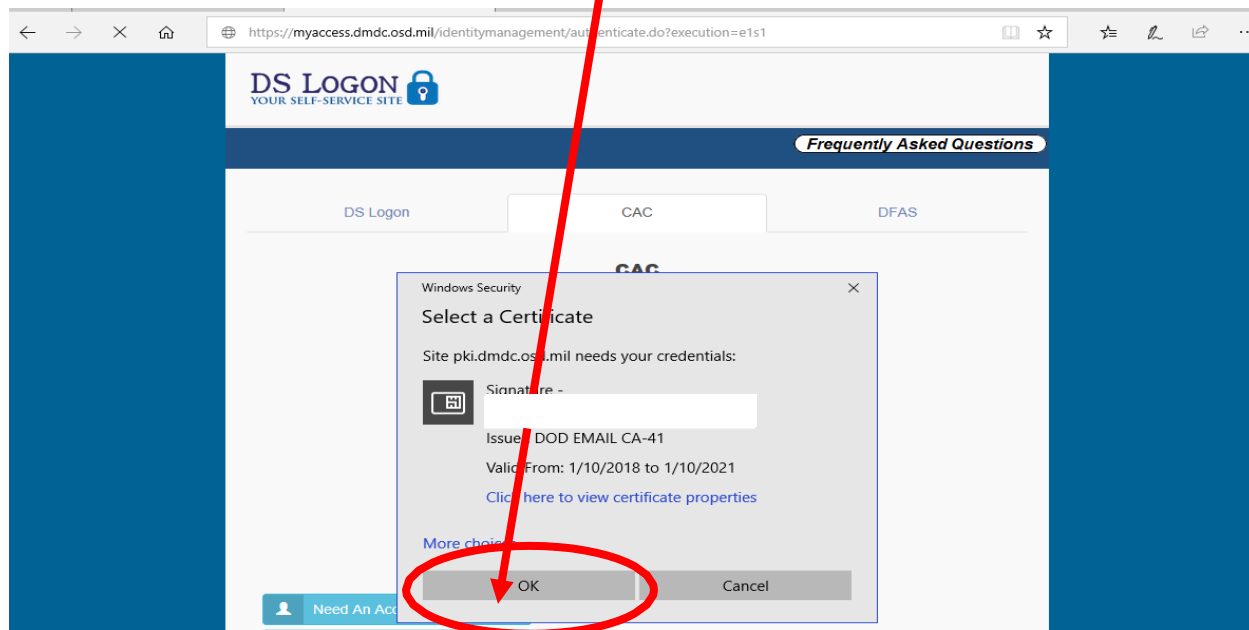 https://myaccess.dmdc.osd.mil/identitymanagement/authenticate.do?execution=e1s1
DS LOGON
YOUR SELF-SERVICE SITE
Frequently Asked Questions
DS Logon CAC DFAS
CAC
Windows Security
Select a Certificate
Site pki.dmdc.osd.mil needs your credentials:
Signature -
Issuer: DOD EMAIL CA-41
Valid From: 1/10/2018 to 1/10/2021
Click here to view certificate properties
More choices
OK Cancel
Need An Acc